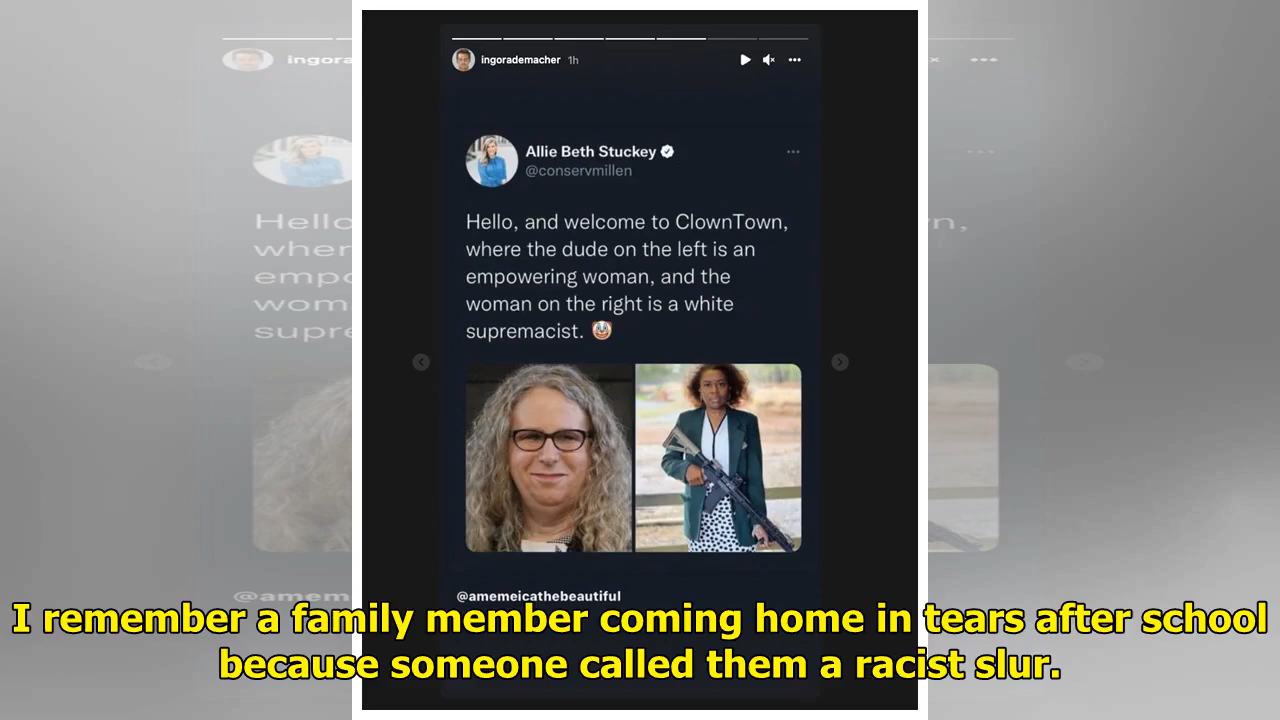 ingorademacher 1h
Allie Beth Stuckey
@conservmillen
Hello, and welcome to ClownTown,
where the dude on the left is an
empowering woman, and the
woman on the right is a white
supremacist. 🤡
@amemeicathebeautiful
I remember a family member coming home in tears after school
because someone called them a racist slur.